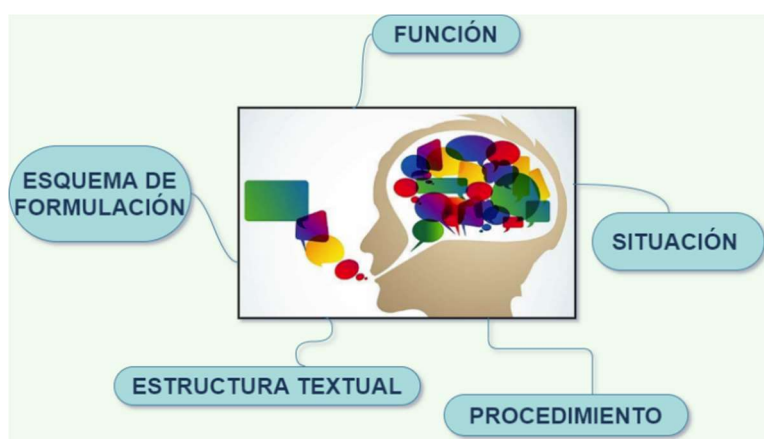 FUNCIÓN
ESQUEMA DE
FORMULACIÓN
SITUACIÓN
ESTRUCTURA TEXTUAL
PROCEDIMIENTO